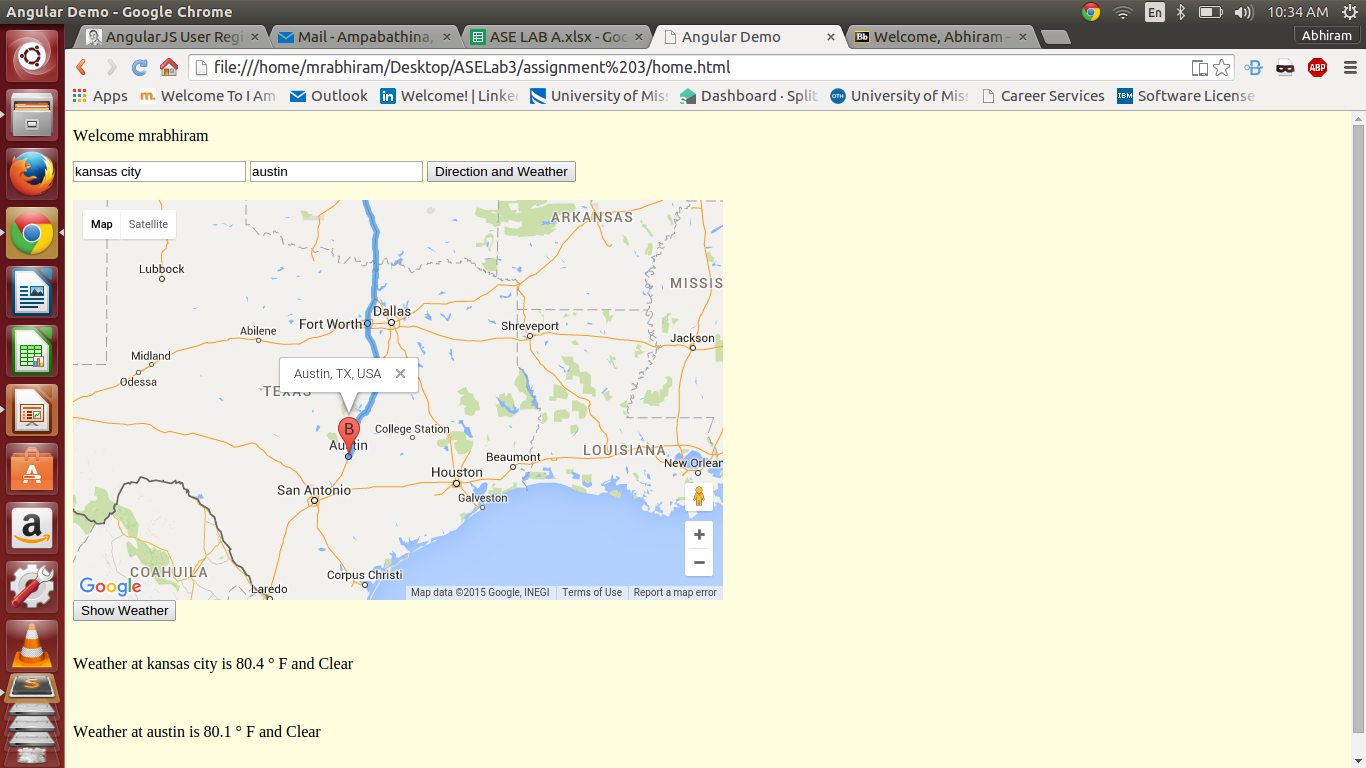 Angular Demo - Google Chrome
En
10:34 AM
AngularJS User Regi
Mail - Ampabathina,
ASE LAB A.xlsx - Goo
Angular Demo
Welcome, Abhiram -
Abhiram
file:///home/mrabhiram/Desktop/ASELab3/assignment%203/home.html
ABP
Apps
m.
Welcome To I Am
Outlook
in
Welcome! | Linke
University of Mis
Dashboard · Split
OTH
University of Mis
Career Services
IBM
Software License
Welcome mrabhiram
kansas city
austin
Direction and Weather
Map
Satellite
ARKANSAS
Lubbock
MISSIS
Dallas
Fort Worth
Abilene
Shreveport
Jackson
Midland
Odessa
Austin, TX, USA
TEXAS
B
College Station
Austin
LOUISIANA
Beaumont
New Orlean
Houston
San Antonio
Galveston
COAHUILA
Corpus Christi
Google
Laredo
Map data ©2015 Google, INEGI
Terms of Use
Report a map error
Show Weather
Weather at kansas city is 80.4 ° F and Clear
Weather at austin is 80.1 ° F and Clear